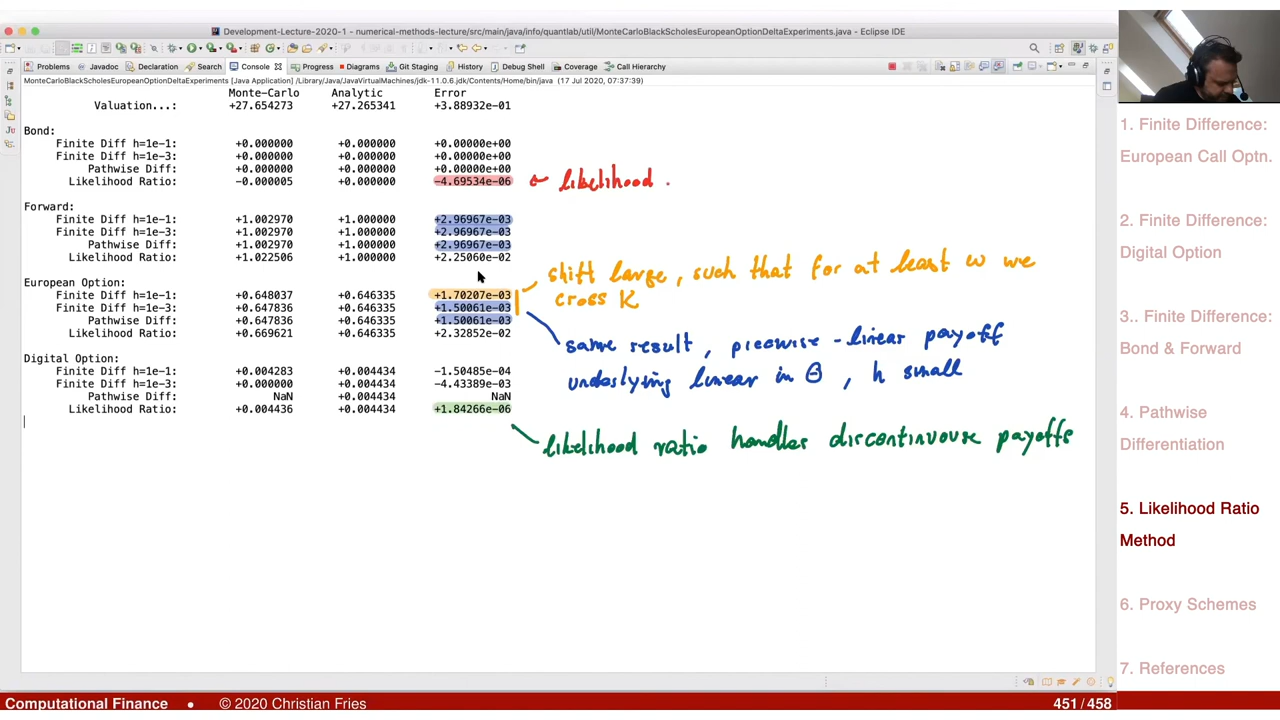 Development-Lecture-2020-1 - numerical-methods-lecture/src/main/java/info/quantlab/util/MonteCarloBlackScholesEuropeanOptionDeltaExperiments.java - Eclipse IDE
Problems Javadoc Declaration Search Console Progress Diagrams Git Staging Debug Shell History Coverage Call Hierarchy
MonteCarloBlackScholesEuropeanOptionDeltaExperiments [Java Application] /Library/Java/JavaVirtualMachines/jdk-11.0.6.jdk/Contents/Home/bin/java (17 Jul 2020, 07:37:39)
Monte-Carlo Analytic Error
Valuation...: +27.654273 +27.265341 +3.88932e-01
Bond:
Finite Diff h=1e-1: +0.000000 +0.000000 +0.00000e+00
Finite Diff h=1e-3: +0.000000 +0.000000 +0.00000e+00
Pathwise Diff: +0.000000 +0.000000 +0.00000e+00
Likelihood Ratio: -0.000005 +0.000000 -4.69534e-06
← likelihood .
Forward:
Finite Diff h=1e-1: +1.002970 +1.000000 +2.96967e-03
Finite Diff h=1e-3: +1.002970 +1.000000 +2.96967e-03
Pathwise Diff: +1.002970 +1.000000 +2.96967e-03
Likelihood Ratio: +1.022506 +1.000000 +2.25060e-02
shift large, such that for at least ω we
cross K
European Option:
Finite Diff h=1e-1: +0.648037 +0.646335 +1.70207e-03
Finite Diff h=1e-3: +0.647836 +0.646335 +1.50061e-03
Pathwise Diff: +0.647836 +0.646335 +1.50061e-03
Likelihood Ratio: +0.669621 +0.646335 +2.32852e-02
same result, piecewise-linear payoff
underlying linear in Θ, h small
Digital Option:
Finite Diff h=1e-1: +0.004283 +0.004434 -1.50485e-04
Finite Diff h=1e-3: +0.000000 +0.004434 -4.43389e-03
Pathwise Diff: NaN +0.004434 NaN
Likelihood Ratio: +0.004436 +0.004434 +1.84266e-06
likelihood ratio handles discontinuouse payoffs
1. Finite Difference:
European Call Optn.
2. Finite Difference:
Digital Option
3.. Finite Difference:
Bond & Forward
4. Pathwise
Differentiation
5. Likelihood Ratio
Method
6. Proxy Schemes
7. References
Computational Finance • © 2020 Christian Fries 451 / 458